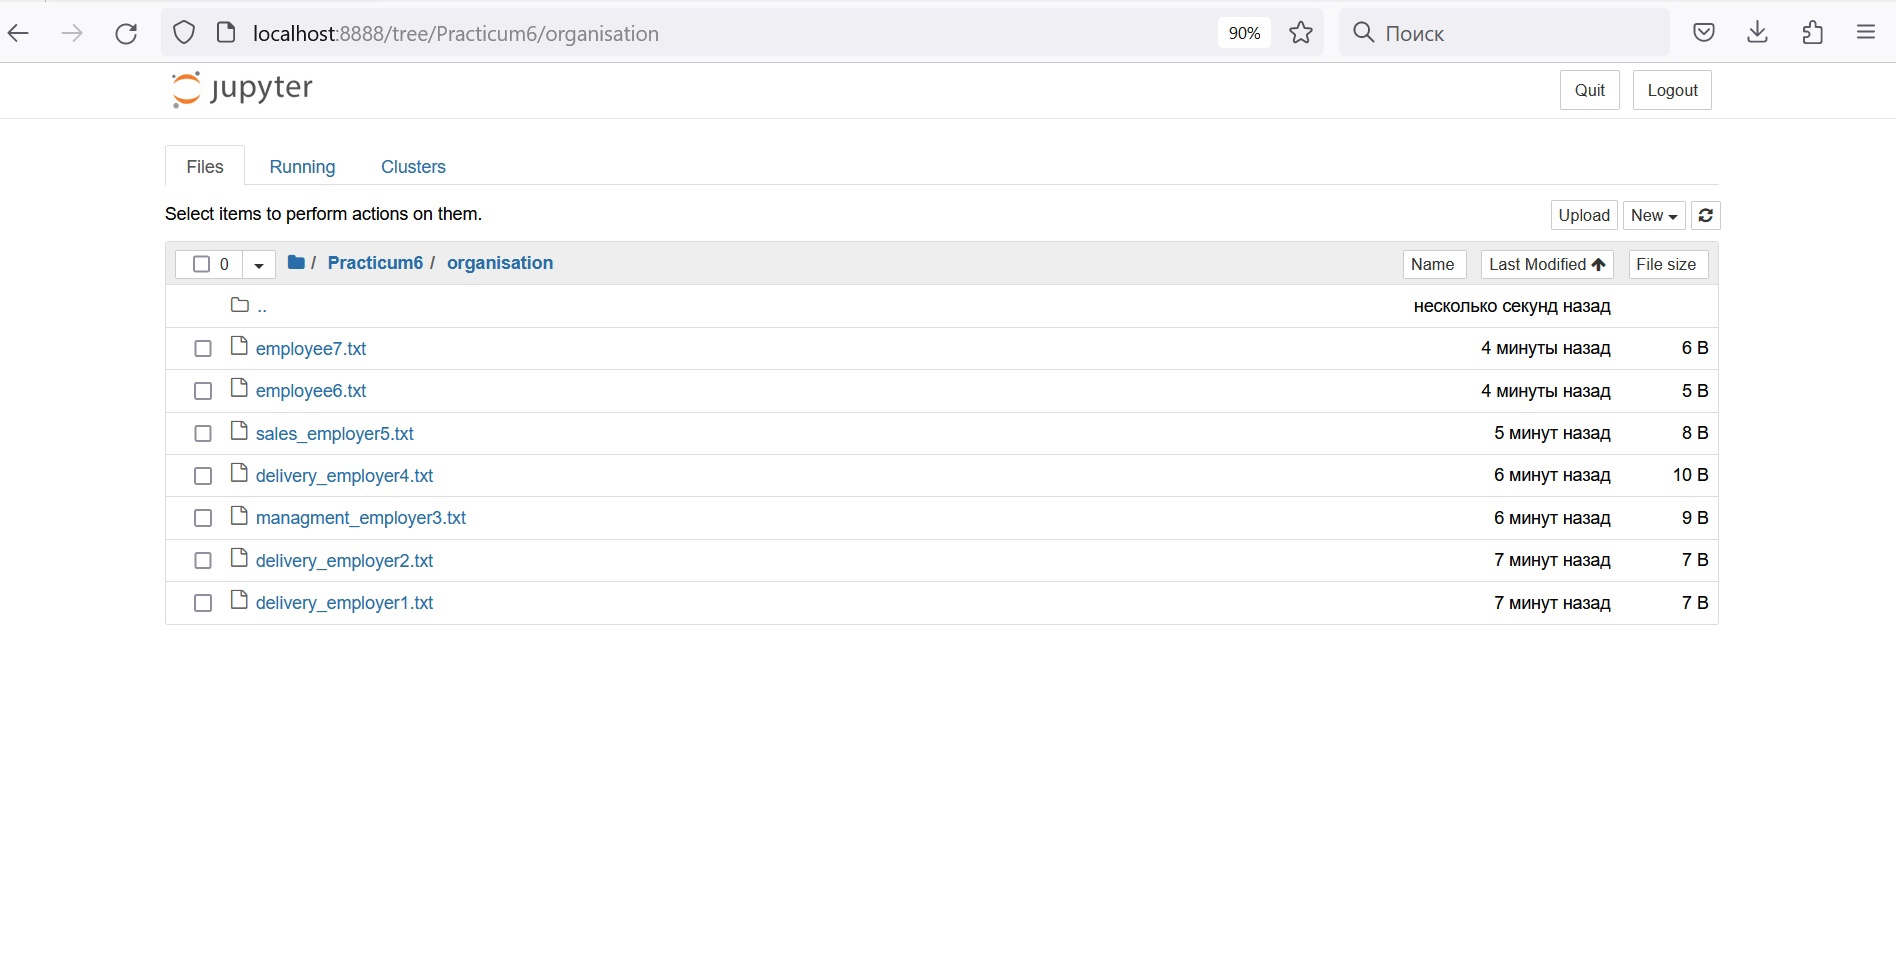 localhost:8888/tree/Practicum6/organisation 90% Поиск
jupyter Quit Logout
Files Running Clusters
Select items to perform actions on them. Upload New
0 / Practicum6 / organisation Name Last Modified File size
.. несколько секунд назад
employee7.txt 4 минуты назад 6 B
employee6.txt 4 минуты назад 5 B
sales_employer5.txt 5 минут назад 8 B
delivery_employer4.txt 6 минут назад 10 B
managment_employer3.txt 6 минут назад 9 B
delivery_employer2.txt 7 минут назад 7 B
delivery_employer1.txt 7 минут назад 7 B